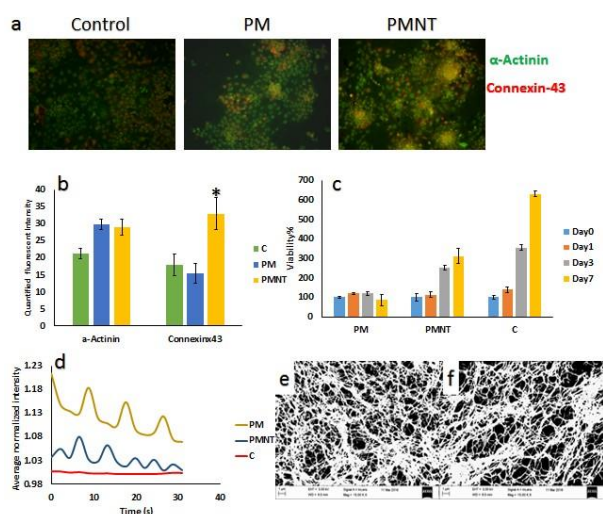 a
Control
PM
PMNT
α-Actinin
Connexin-43
b
Quantified fluorescent Intensity
40
35
30
25
20
15
10
5
0
*
a-Actinin
Connexinx43
C
PM
PMNT
c
Viability%
700
600
500
400
300
200
100
0
PM
PMNT
C
Day0
Day1
Day3
Day7
d
Average normalized intensity
1.23
1.18
1.13
1.08
1.03
0.98
0
10
20
30
40
Time (s)
PM
PMNT
C
e
f